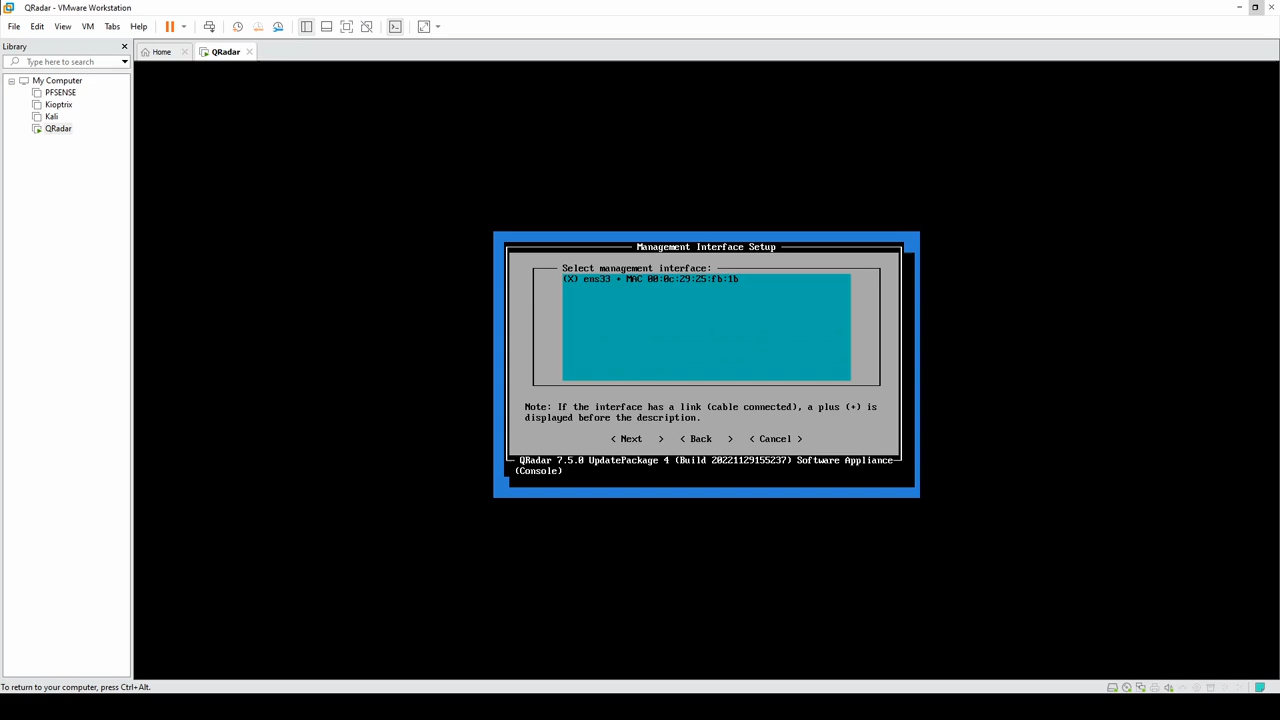 QRadar - VMware Workstation
File Edit View VM Tabs Help
Library
Type here to search
My Computer
PFSENSE
Kioptrix
Kali
QRadar
Home
QRadar
Management Interface Setup
Select management interface:
(X) ens33 + MAC 00:0c:29:25:fb:1b
Note: If the interface has a link (cable connected), a plus (+) is
displayed before the description.
< Next > < Back > < Cancel >
QRadar 7.5.0 UpdatePackage 4 (Build 20221129155237) Software Appliance
(Console)
To return to your computer, press Ctrl+Alt.